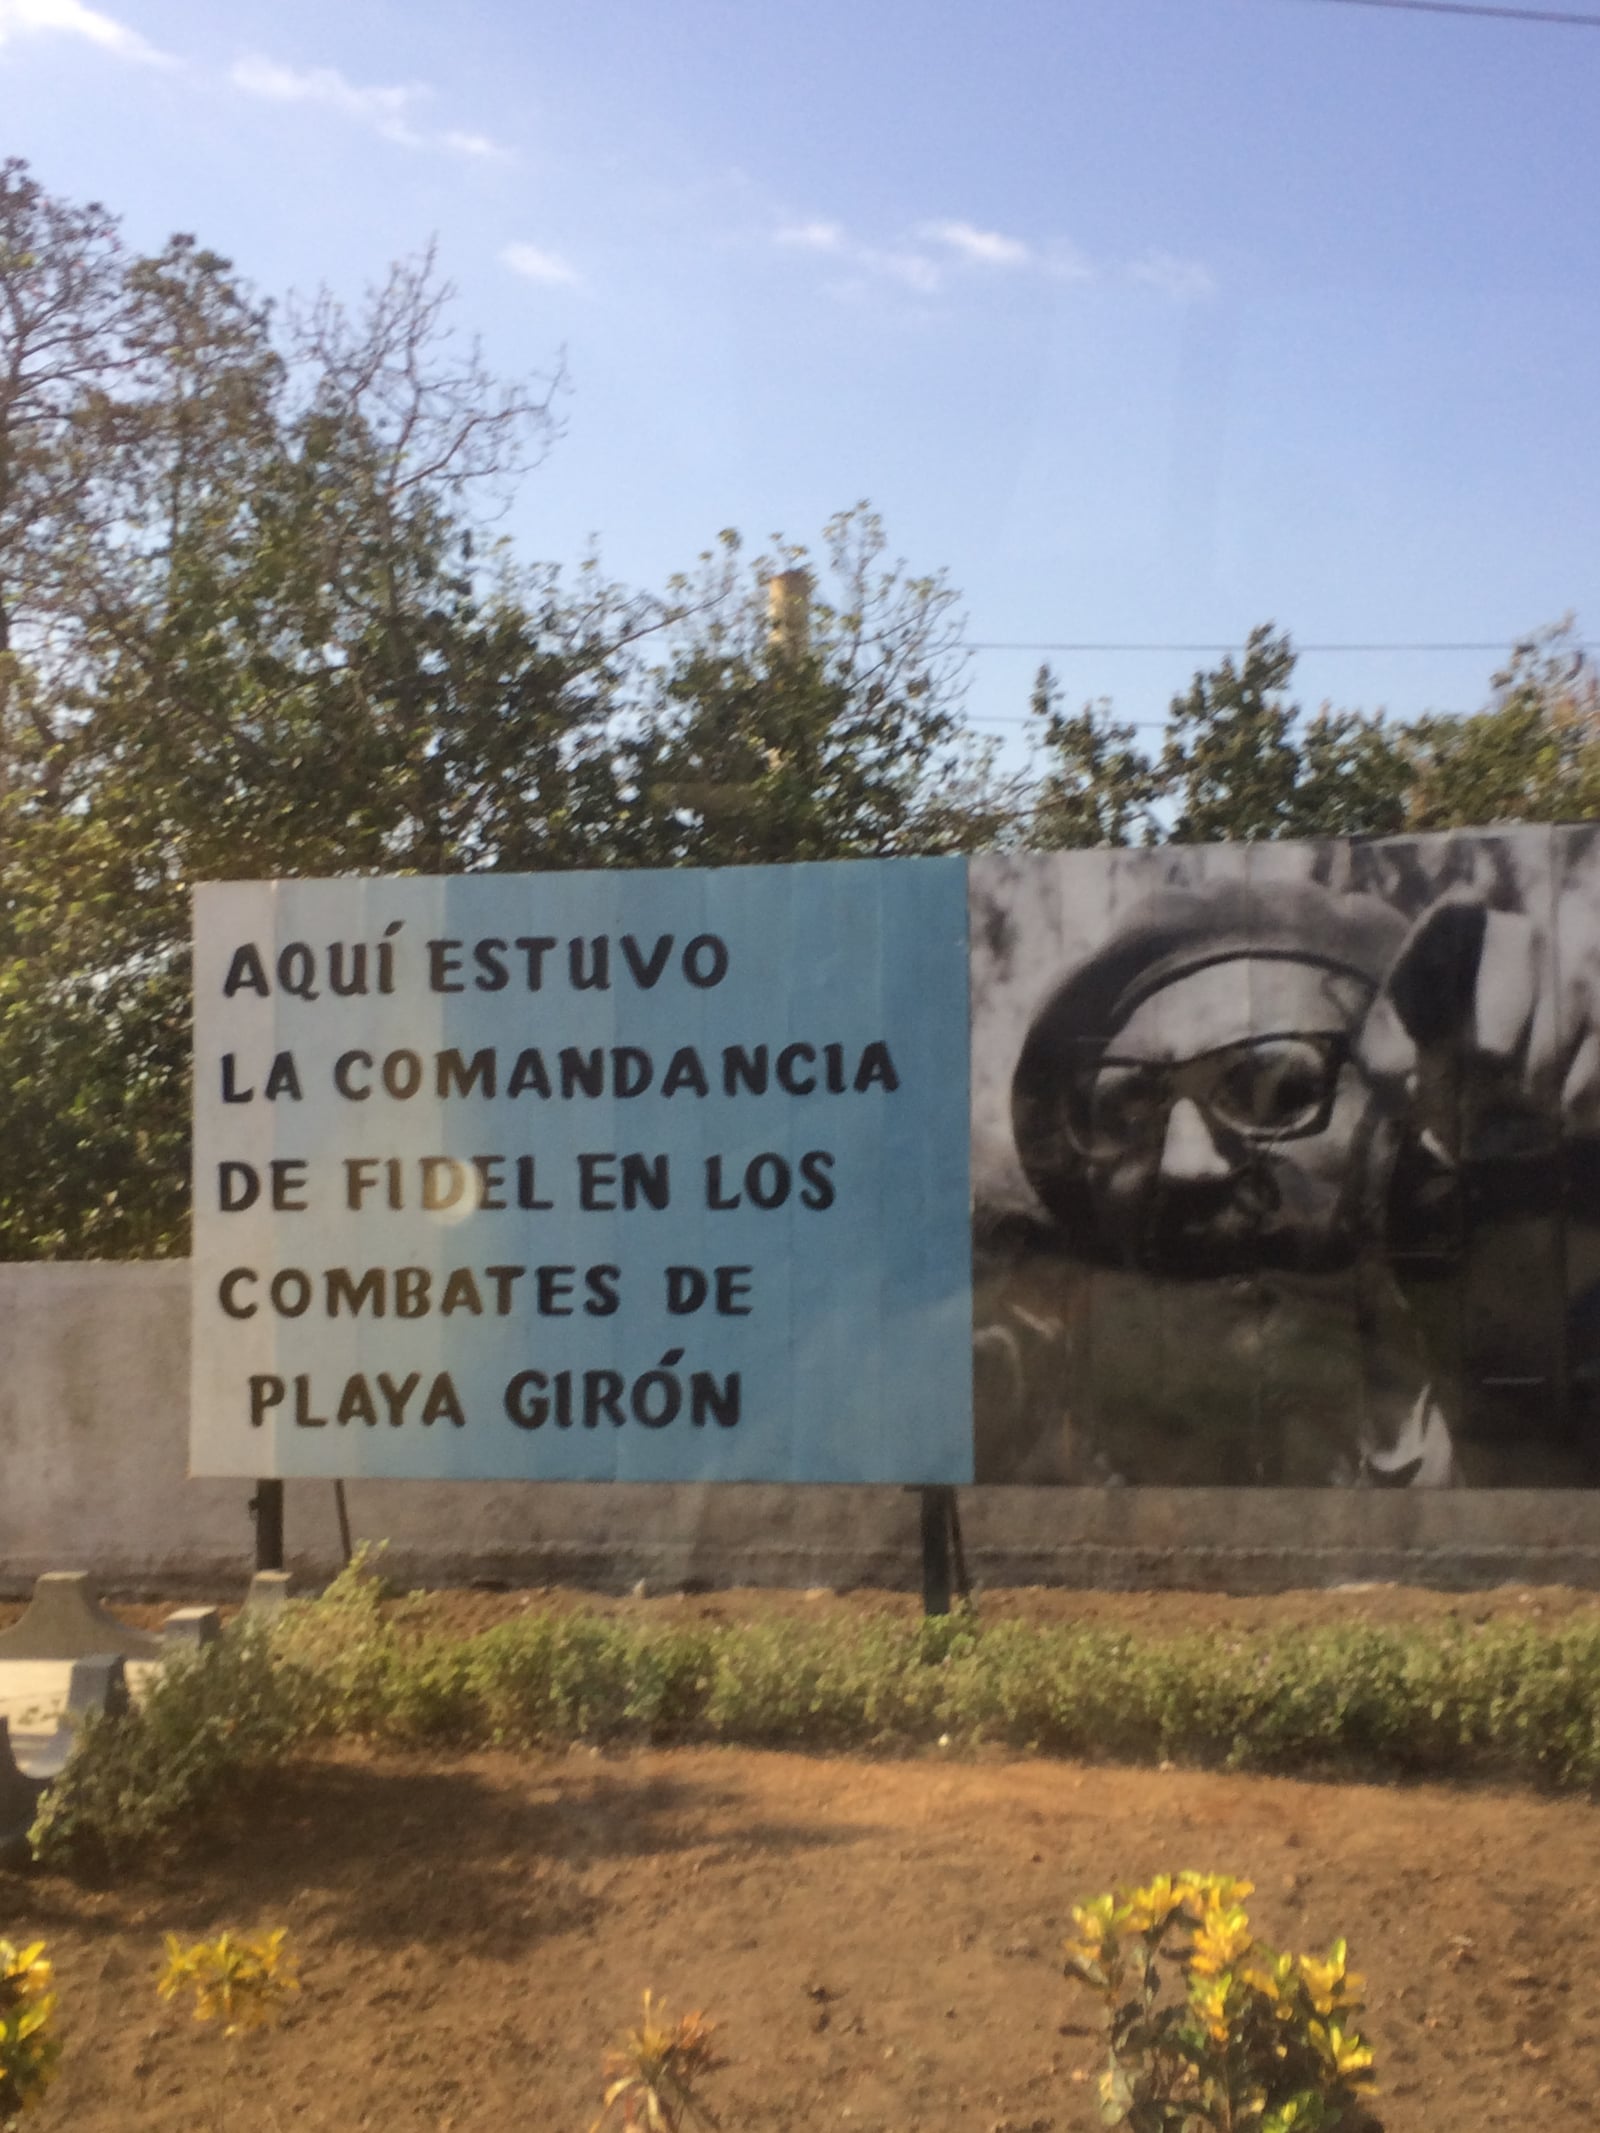 AQUÍ ESTUVO
LA COMANDANCIA
DE FIDEL EN LOS
COMBATES DE
PLAYA GIRÓN